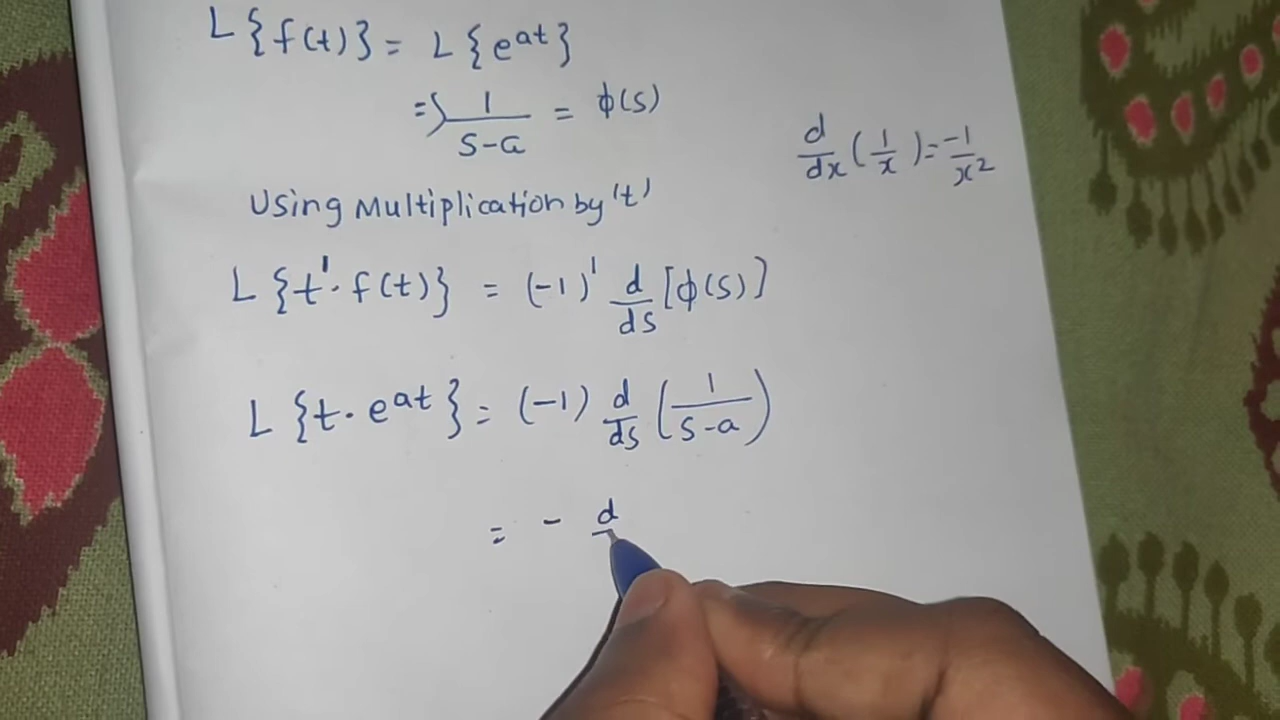 L{f(t)} = L{e^at}
=> 1/(s-a) = ϕ(s)
d/dx (1/x) = -1/x²
Using Multiplication by 't'
L{t¹· f(t)} = (-1)¹ d/ds [ϕ(s)]
L{t· e^at} = (-1) d/ds (1/(s-a))
= - d